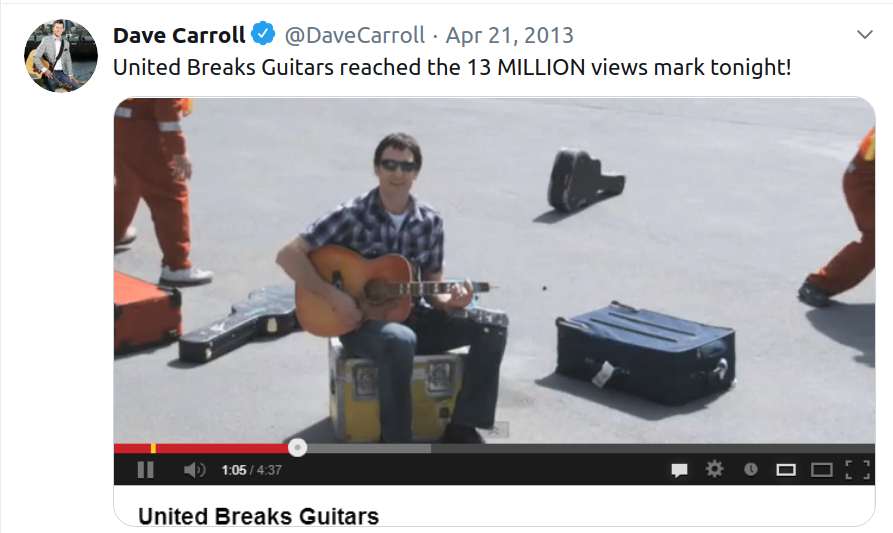 Dave Carroll @DaveCarroll · Apr 21, 2013
United Breaks Guitars reached the 13 MILLION views mark tonight!
1:05 / 4:37
United Breaks Guitars